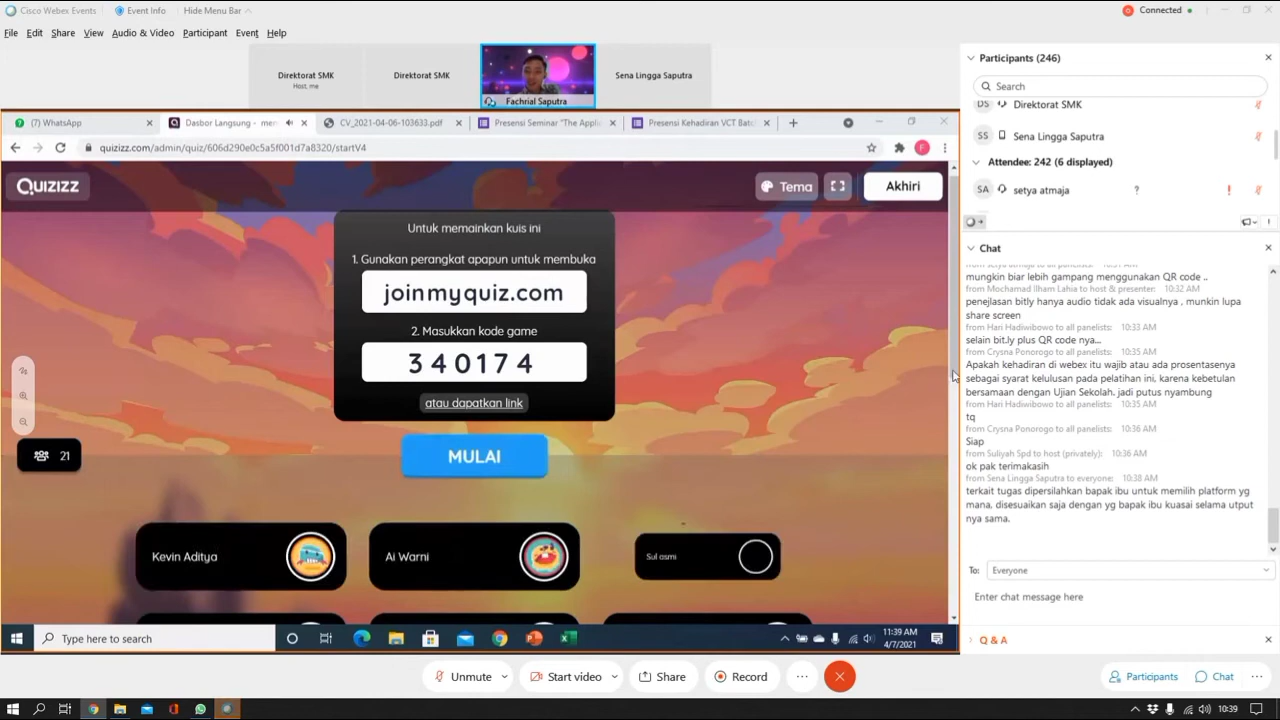 Cisco Webex Events Event Info Hide Menu Bar Connected
File Edit Share View Audio & Video Participant Event Help
Direktorat SMK
Host, me
Direktorat SMK
Fachrial Saputra
Sena Lingga Saputra
(7) WhatsApp
Dasbor Langsung - men
CV_2021-04-06-103633.pdf
Presensi Seminar "The Applie
Presensi Kehadiran VCT Bato
quizizz.com/admin/quiz/606d290e0c5a5f001d7a8320/startV4
F
Quizizz
Tema
Akhiri
Untuk memainkan kuis ini
1. Gunakan perangkat apapun untuk membuka
joinmyquiz.com
2. Masukkan kode game
340174
atau dapatkan link
21
MULAI
Kevin Aditya
Ai Warni
Sul asmi
Type here to search
11:39 AM
4/7/2021
Participants (246)
Search
DS Direktorat SMK
SS Sena Lingga Saputra
Attendee: 242 (6 displayed)
SA setya atmaja ? !
Chat
mungkin biar lebih gampang menggunakan QR code ..
from Mochamad Ilham Lahia to host & presenter: 10:32 AM
penejlasan bitly hanya audio tidak ada visualnya , munkin lupa
share screen
from Hari Hadiwibowo to all panelists: 10:33 AM
selain bit.ly plus QR code nya...
from Crysna Ponorogo to all panelists: 10:35 AM
Apakah kehadiran di webex itu wajib atau ada prosentasenya
sebagai syarat kelulusan pada pelatihan ini, karena kebetulan
bersamaan dengan Ujian Sekolah. jadi putus nyambung
from Hari Hadiwibowo to all panelists: 10:35 AM
tq
from Crysna Ponorogo to all panelists: 10:36 AM
Siap
from Suliyah Spd to host (privately): 10:36 AM
ok pak terimakasih
from Sena Lingga Saputra to everyone: 10:38 AM
terkait tugas dipersilahkan bapak ibu untuk memilih platform yg
mana, disesuaikan saja dengan yg bapak ibu kuasai selama utput
nya sama.
To: Everyone
Enter chat message here
Q & A
Unmute
Start video
Share
Record
Participants
Chat
10:39